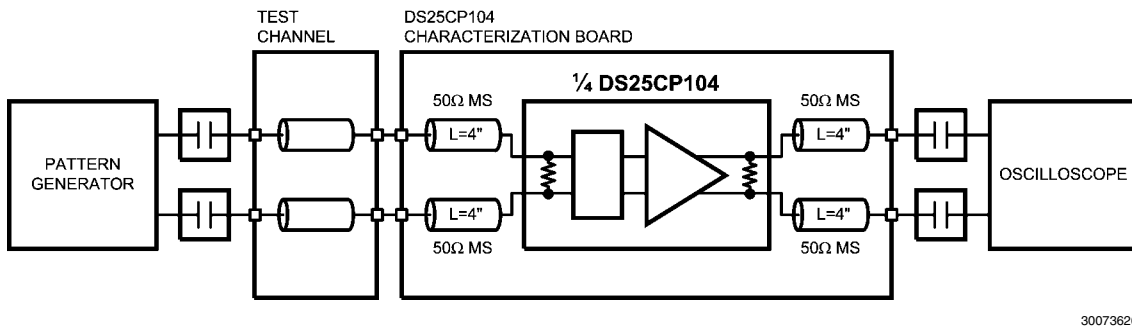 TEST
CHANNEL
DS25CP104
CHARACTERIZATION BOARD
¼ DS25CP104
50Ω MS
50Ω MS
L=4"
L=4"
PATTERN
GENERATOR
OSCILLOSCOPE
L=4"
L=4"
50Ω MS
50Ω MS